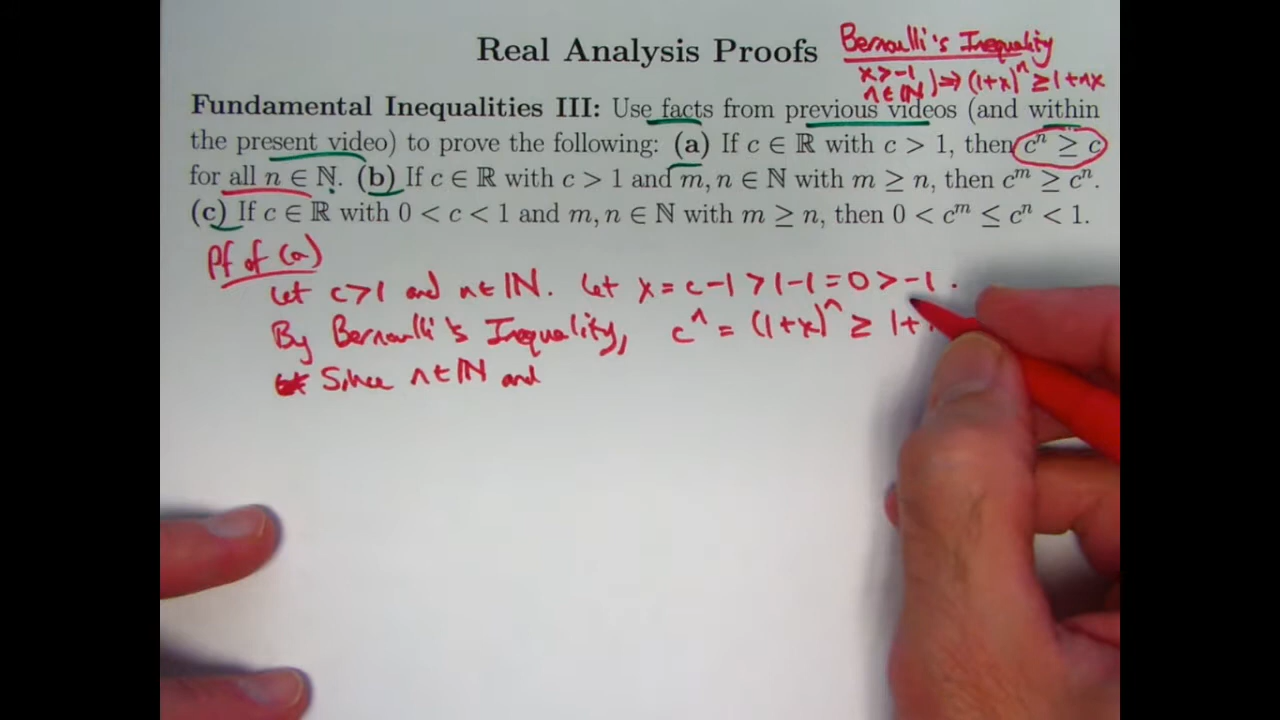 Real Analysis Proofs
Bernoulli's Inequality
x > -1
n ∈ ℕ ) ⇒ (1+x)^n ≥ 1+nx
Fundamental Inequalities III: Use facts from previous videos (and within
the present video) to prove the following: (a) If c ∈ ℝ with c > 1, then c^n ≥ c
for all n ∈ ℕ. (b) If c ∈ ℝ with c > 1 and m, n ∈ ℕ with m ≥ n, then c^m ≥ c^n.
(c) If c ∈ ℝ with 0 < c < 1 and m, n ∈ ℕ with m ≥ n, then 0 < c^m ≤ c^n < 1.
Pf of (a)
Let c > 1 and n ∈ ℕ. Let x = c-1 > 1-1 = 0 > -1.
By Bernoulli's Inequality, c^n = (1+x)^n ≥ 1+
Since n ∈ ℕ and